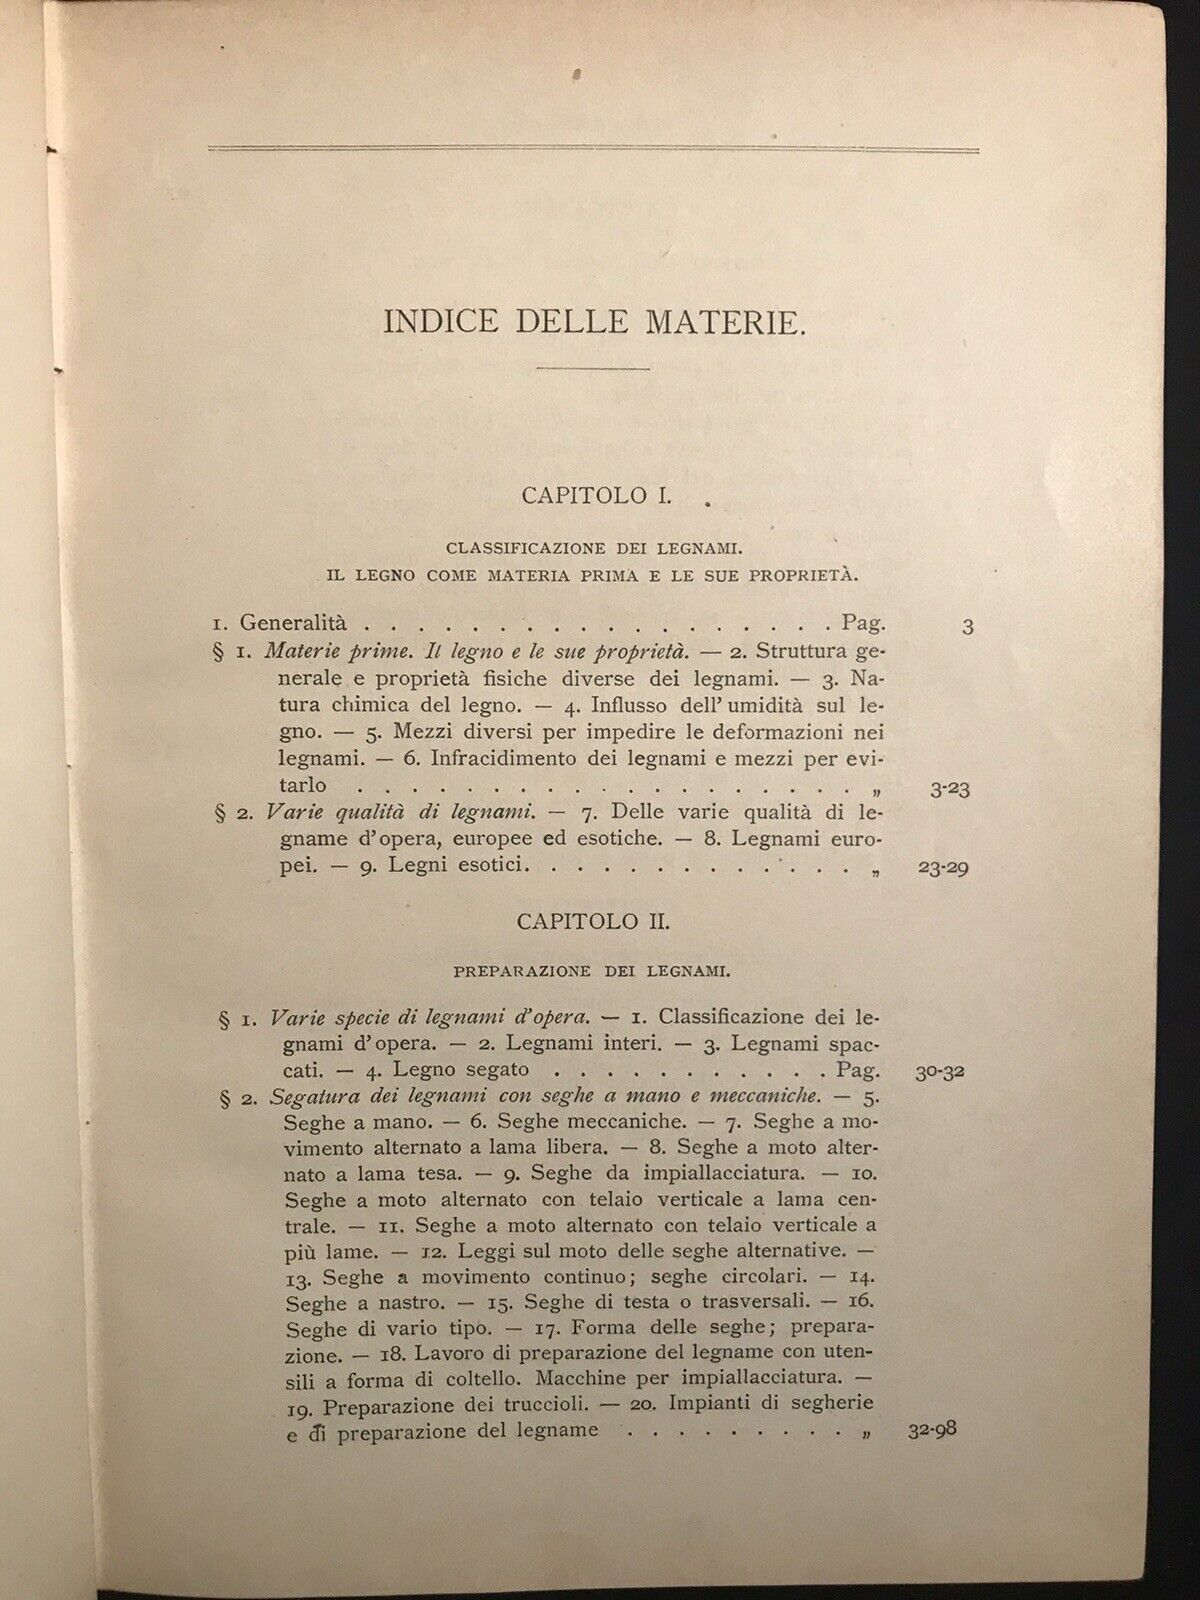 INDICE DELLE MATERIE.
CAPITOLO I.
CLASSIFICAZIONE DEI LEGNAMI.
IL LEGNO COME MATERIA PRIMA E LE SUE PROPRIETÀ.
1. Generalità . . . . . . . . . . . . . . . . . . Pag. 3
§ 1. Materie prime. Il legno e le sue proprietà. — 2. Struttura ge-
nerale e proprietà fisiche diverse dei legnami. — 3. Na-
tura chimica del legno. — 4. Influsso dell'umidità sul le-
gno. — 5. Mezzi diversi per impedire le deformazioni nei
legnami. — 6. Infracidimento dei legnami e mezzi per evi-
tarlo . . . . . . . . . . . . . . . . . . . . „ 3-23
§ 2. Varie qualità di legnami. — 7. Delle varie qualità di le-
gname d'opera, europee ed esotiche. — 8. Legnami euro-
pei. — 9. Legni esotici. . . . . . . . . . . . . . „ 23-29
CAPITOLO II.
PREPARAZIONE DEI LEGNAMI.
§ 1. Varie specie di legnami d'opera. — 1. Classificazione dei le-
gnami d'opera. — 2. Legnami interi. — 3. Legnami spac-
cati. — 4. Legno segato . . . . . . . . . . . Pag. 30-32
§ 2. Segatura dei legnami con seghe a mano e meccaniche. — 5.
Seghe a mano. — 6. Seghe meccaniche. — 7. Seghe a mo-
vimento alternato a lama libera. — 8. Seghe a moto alter-
nato a lama tesa. — 9. Seghe da impiallacciatura. — 10.
Seghe a moto alternato con telaio verticale a lama cen-
trale. — 11. Seghe a moto alternato con telaio verticale a
più lame. — 12. Leggi sul moto delle seghe alternative. —
13. Seghe a movimento continuo; seghe circolari. — 14.
Seghe a nastro. — 15. Seghe di testa o trasversali. — 16.
Seghe di vario tipo. — 17. Forma delle seghe; prepara-
zione. — 18. Lavoro di preparazione del legname con uten-
sili a forma di coltello. Macchine per impiallacciatura. —
19. Preparazione dei truccioli. — 20. Impianti di segherie
e di preparazione del legname . . . . . . . . . „ 32-98